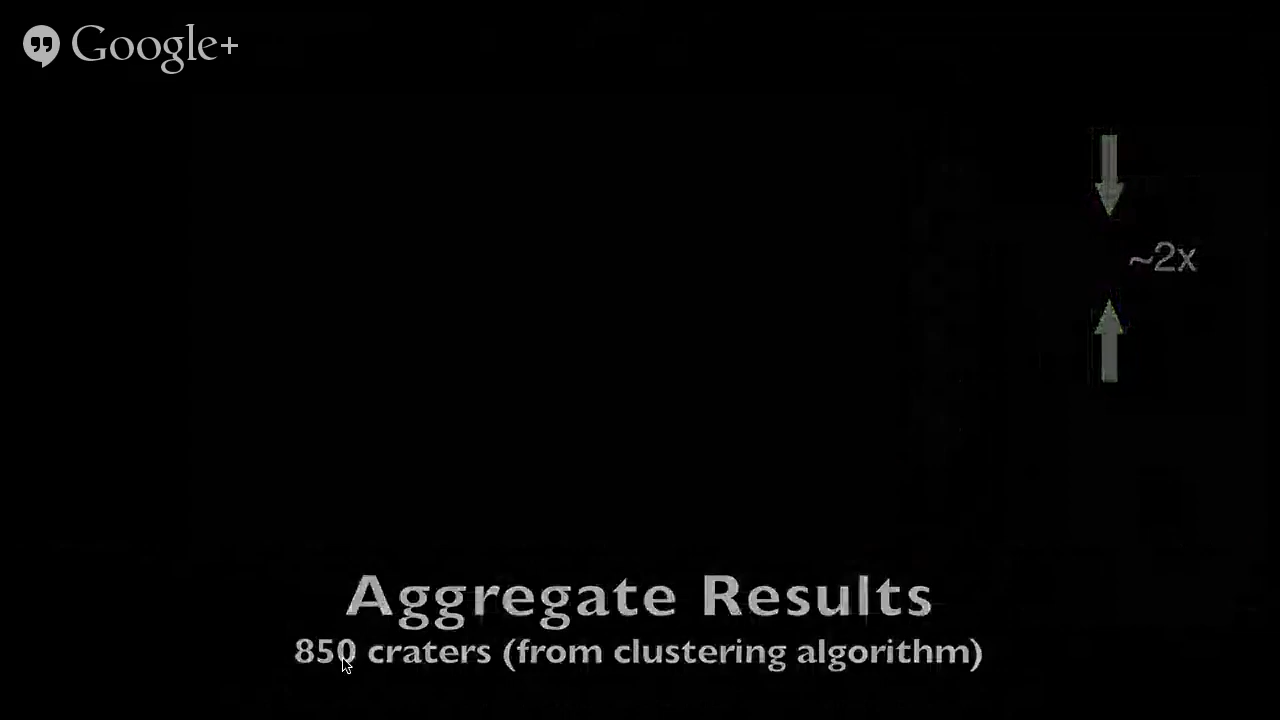 Google+
~2x
Aggregate Results
850 craters (from clustering algorithm)